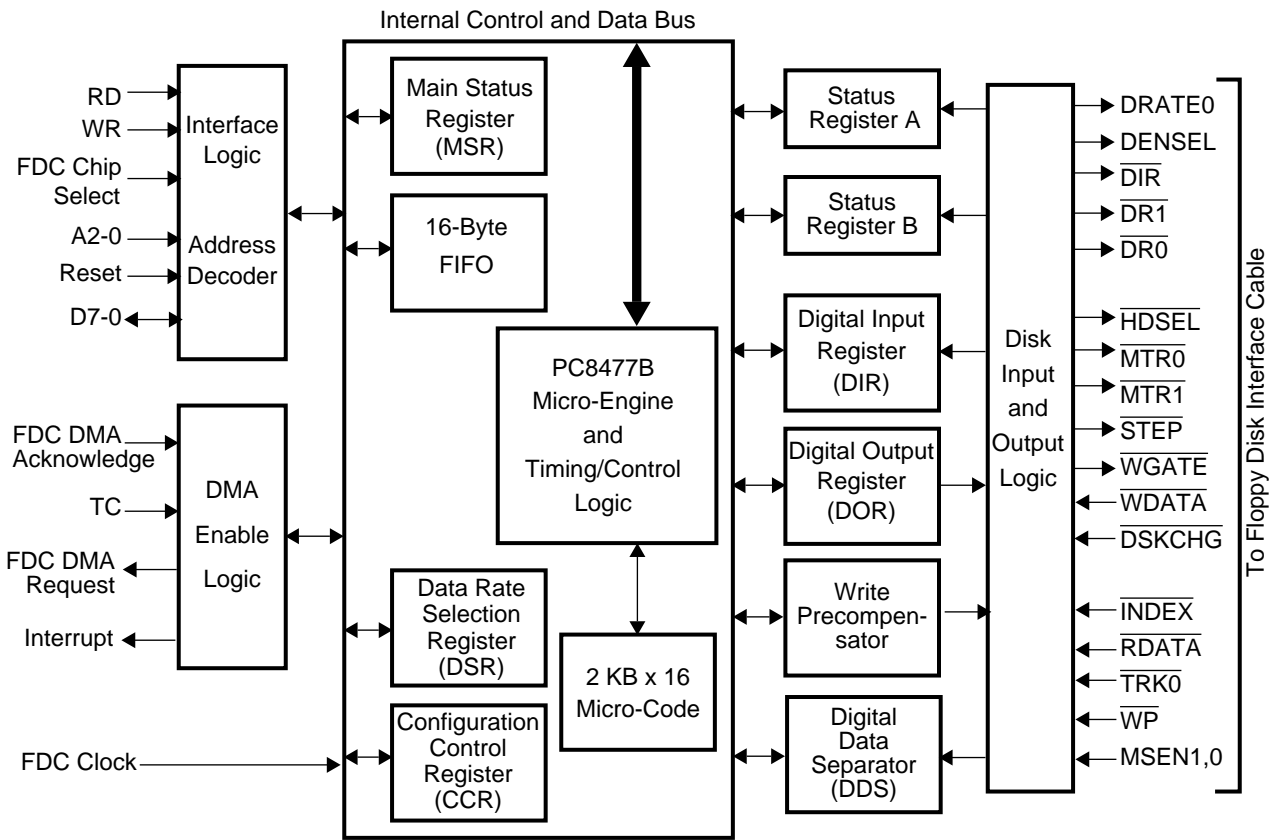 Internal Control and Data Bus
RD
WR
FDC Chip
Select
A2-0
Reset
D7-0
Interface
Logic
Address
Decoder
FDC DMA
Acknowledge
TC
FDC DMA
Request
Interrupt
DMA
Enable
Logic
FDC Clock
Main Status
Register
(MSR)
16-Byte
FIFO
PC8477B
Micro-Engine
and
Timing/Control
Logic
Data Rate
Selection
Register
(DSR)
2 KB x 16
Micro-Code
Configuration
Control
Register
(CCR)
Status
Register A
Status
Register B
Digital Input
Register
(DIR)
Digital Output
Register
(DOR)
Write
Precompen-
sator
Digital
Data
Separator
(DDS)
Disk
Input
and
Output
Logic
DRATE0
DENSEL
DIR
DR1
DR0
HDSEL
MTR0
MTR1
STEP
WGATE
WDATA
DSKCHG
INDEX
RDATA
TRK0
WP
MSEN1,0
To Floppy Disk Interface Cable